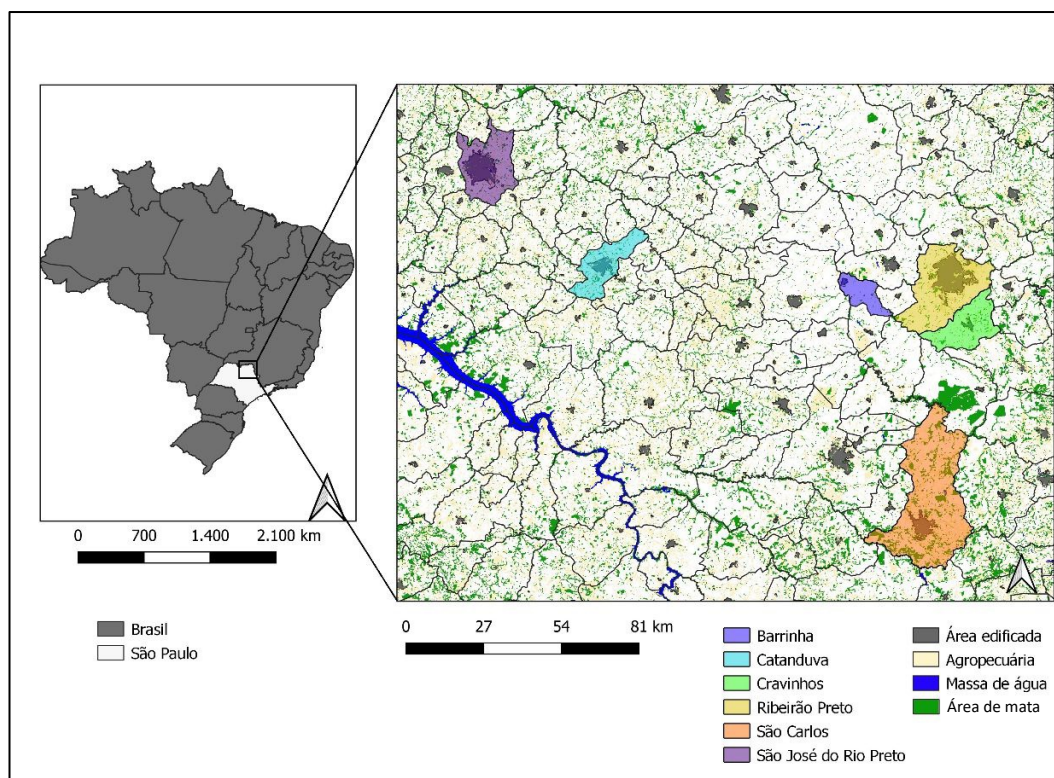 0 700 1.400 2.100 km
Brasil
São Paulo
0 27 54 81 km
Barrinha
Catanduva
Cravinhos
Ribeirão Preto
São Carlos
São José do Rio Preto
Área edificada
Agropecuária
Massa de água
Área de mata